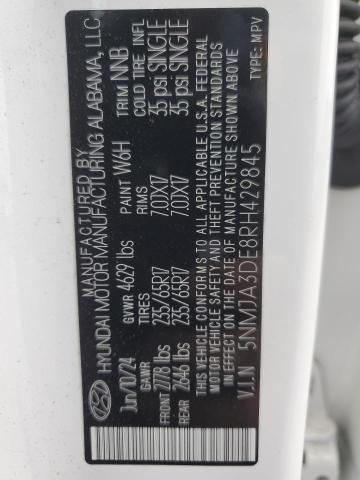 MANUFACTURED BY
HYUNDAI MOTOR MANUFACTURING ALABAMA, LLC
Jun/10/24 GVWR 4629 lbs PAINT W6H TRIM NNB
GAWR TIRES RIMS COLD TIRE INFL
FRONT 2778 lbs 235/65R17 7.0JX17 35 psi SINGLE
REAR 2646 lbs 235/65R17 7.0JX17 35 psi SINGLE
THIS VEHICLE CONFORMS TO ALL APPLICABLE U.S.A. FEDERAL
MOTOR VEHICLE SAFETY AND THEFT PREVENTION STANDARDS
IN EFFECT ON THE DATE OF MANUFACTURE SHOWN ABOVE.
V.I.N 5NMJA3DE8RH429845
TYPE: MPV